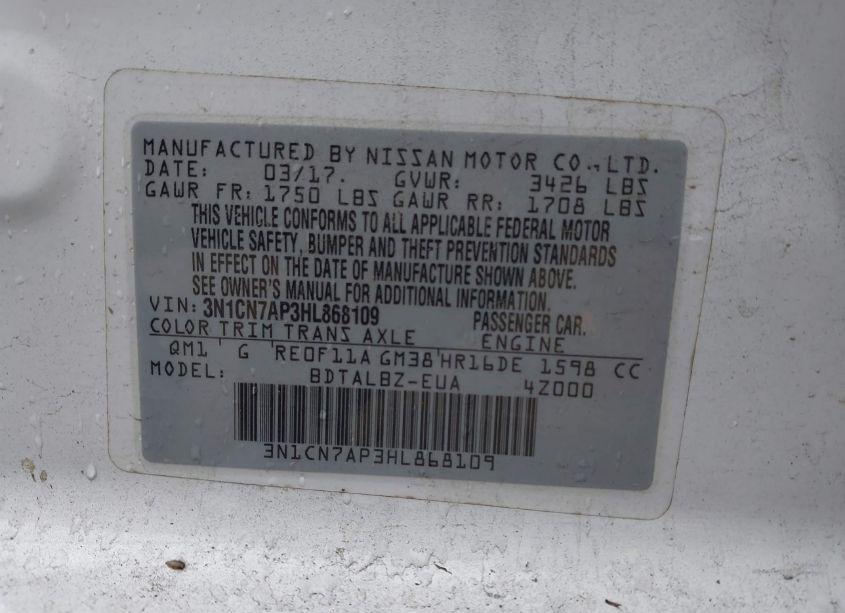 MANUFACTURED BY NISSAN MOTOR CO.,LTD.
DATE: 03/17. GVWR: 3426 LBS
GAWR FR: 1750 LBS GAWR RR: 1708 LBS
THIS VEHICLE CONFORMS TO ALL APPLICABLE FEDERAL MOTOR
VEHICLE SAFETY, BUMPER AND THEFT PREVENTION STANDARDS
IN EFFECT ON THE DATE OF MANUFACTURE SHOWN ABOVE.
SEE OWNER'S MANUAL FOR ADDITIONAL INFORMATION.
VIN: 3N1CN7AP3HL868109 PASSENGER CAR.
COLOR TRIM TRANS AXLE ENGINE
QM1 G RE0F11A GM38 HR16DE 1598 CC
MODEL: BDTALBZ-EUA 4Z000
3N1CN7AP3HL868109